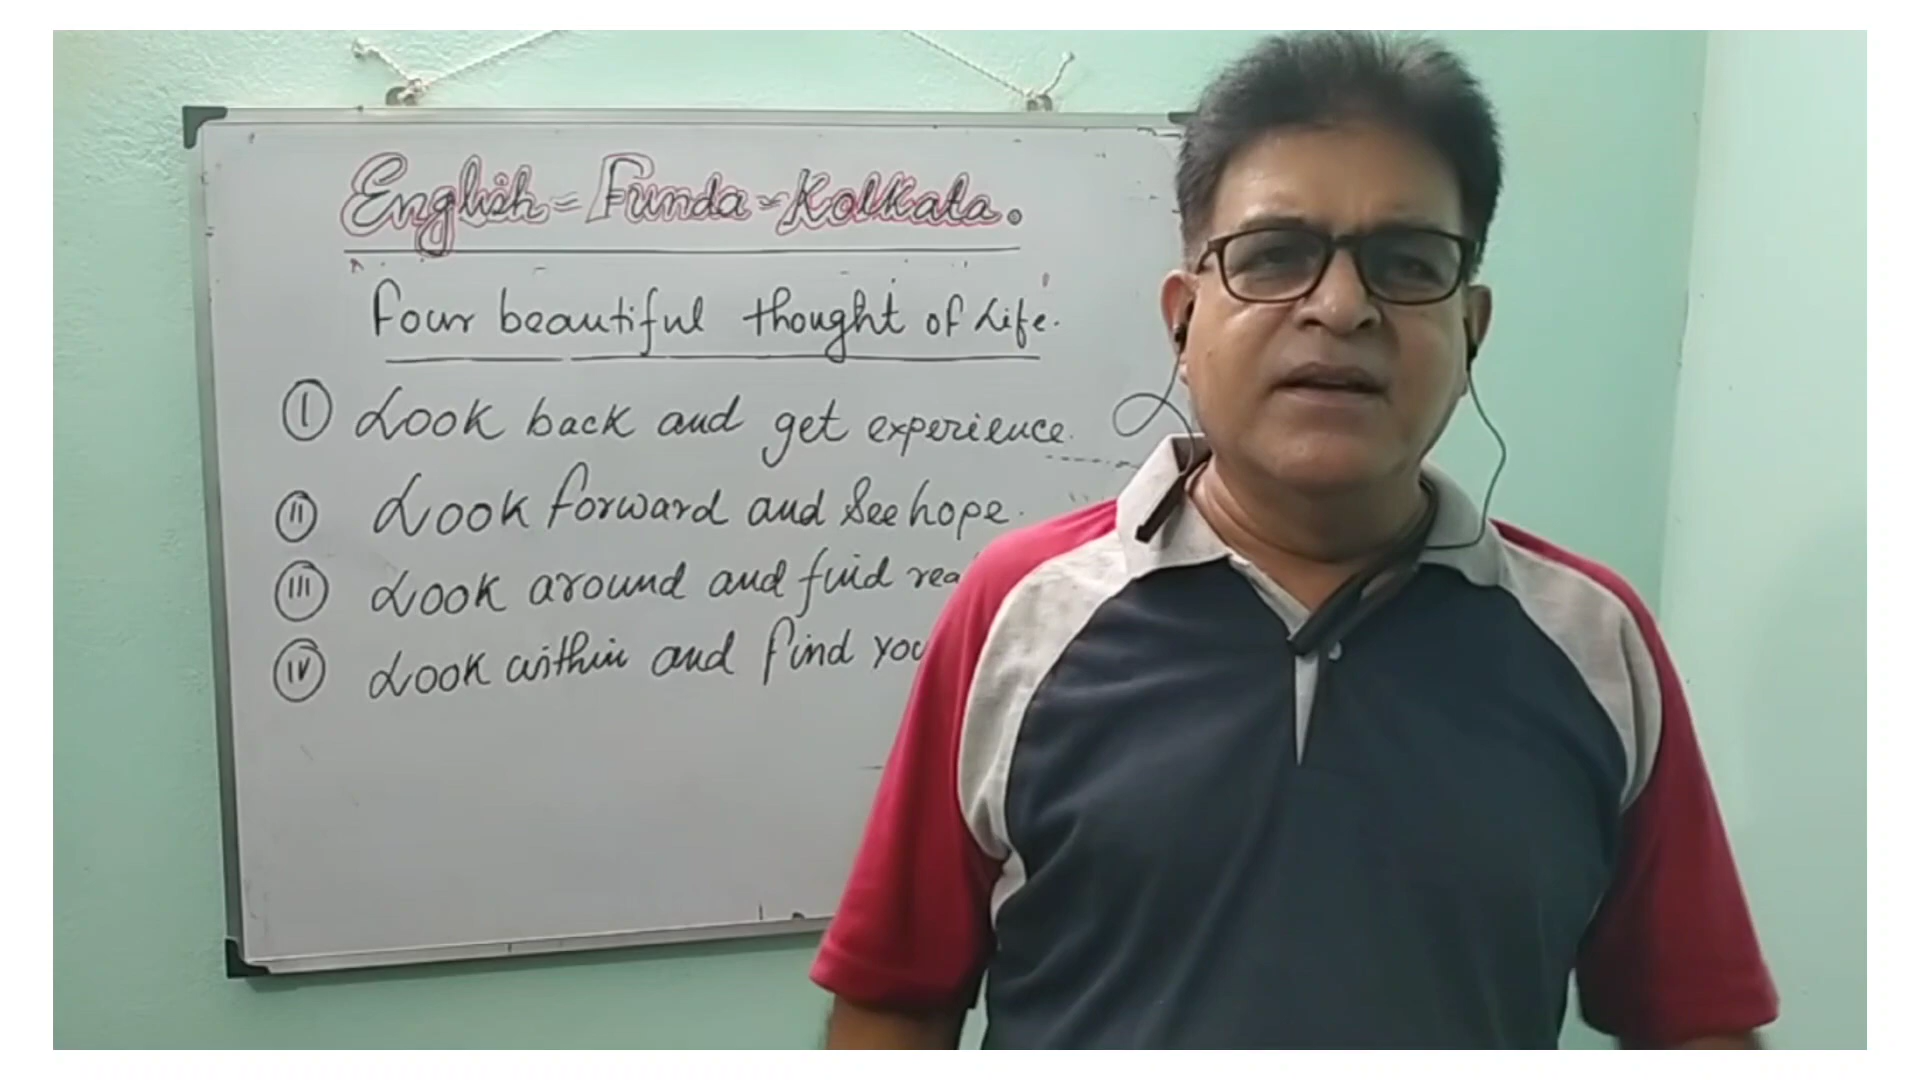 English = Funda = Kolkata.
Four beautiful thought of Life.
I Look back and get experience.
II Look forward and See hope.
III Look around and find
IV Look within and find